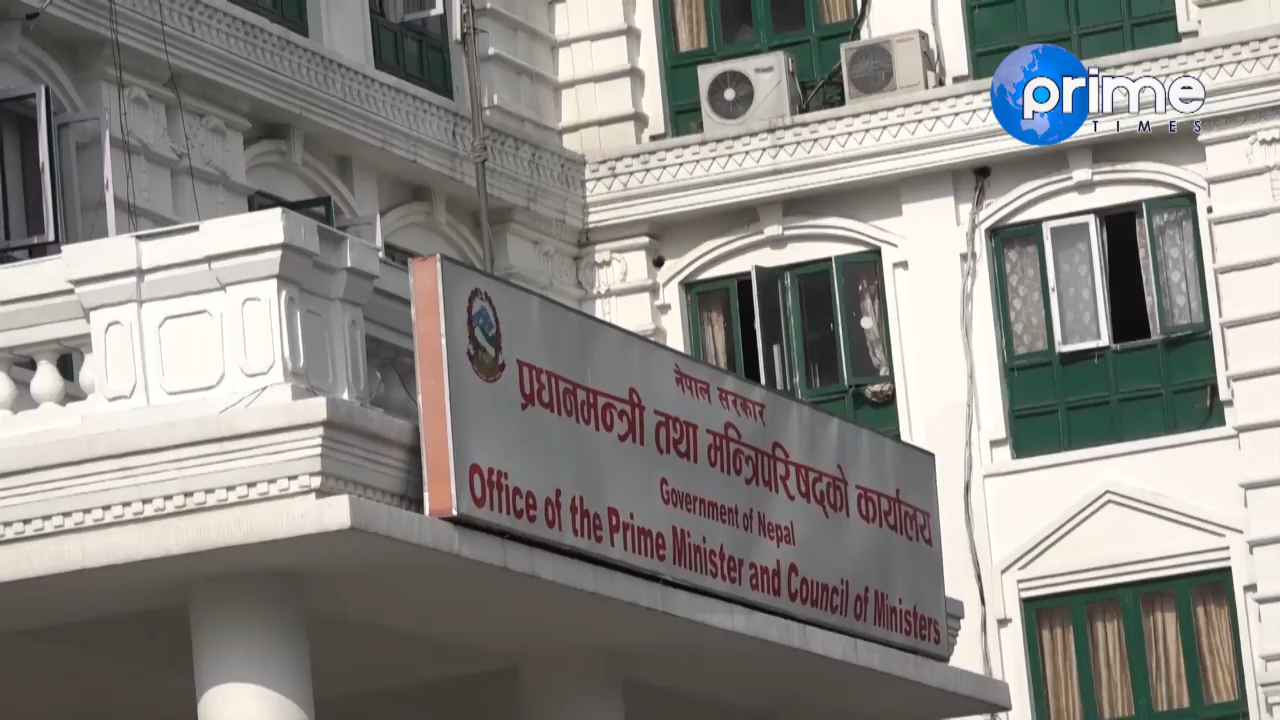 prime
TIMES
नेपाल सरकार
प्रधानमन्त्री तथा मन्त्रिपरिषद्को कार्यालय
Government of Nepal
Office of the Prime Minister and Council of Ministers